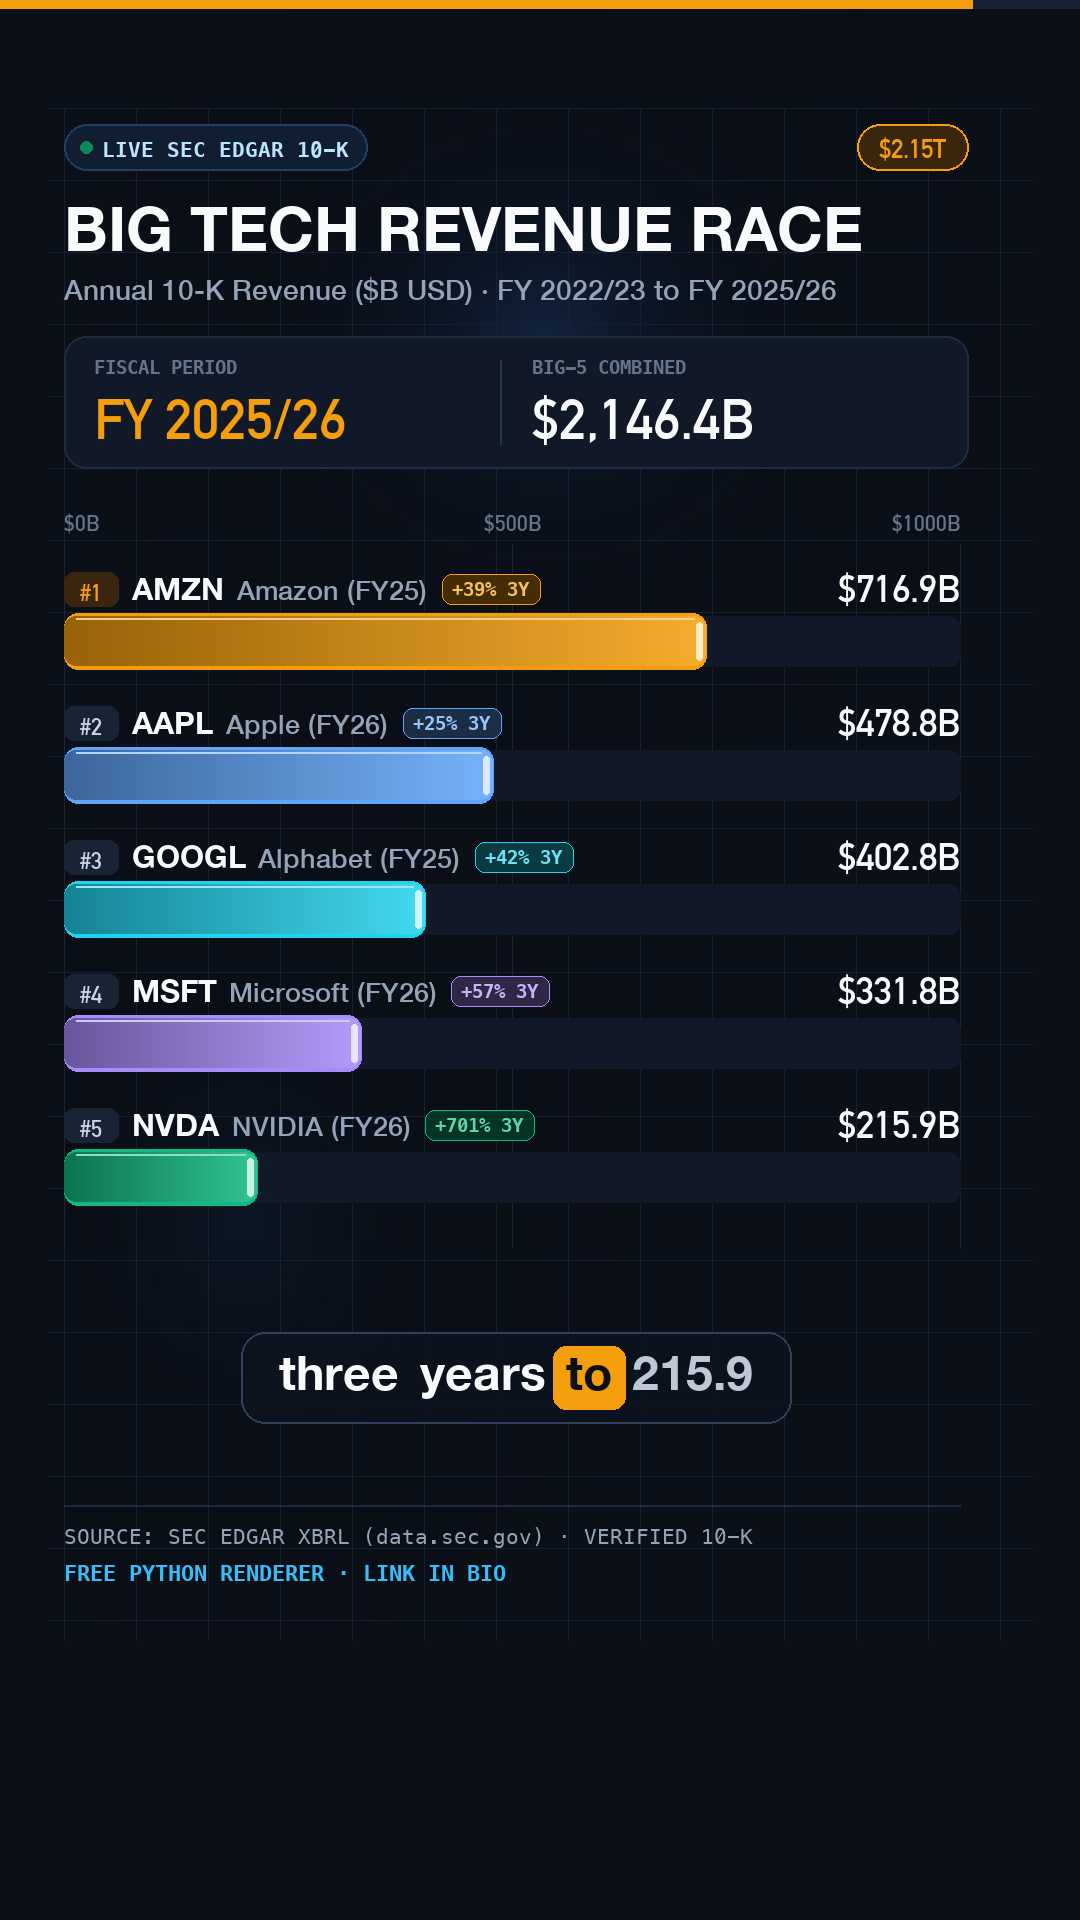 LIVE SEC EDGAR 10-K
$2.15T
BIG TECH REVENUE RACE
Annual 10-K Revenue ($B USD) · FY 2022/23 to FY 2025/26
FISCAL PERIOD
BIG-5 COMBINED
FY 2025/26
$2,146.4B
$0B $500B $1000B
#1 AMZN Amazon (FY25) +39% 3Y $716.9B
#2 AAPL Apple (FY26) +25% 3Y $478.8B
#3 GOOGL Alphabet (FY25) +42% 3Y $402.8B
#4 MSFT Microsoft (FY26) +57% 3Y $331.8B
#5 NVDA NVIDIA (FY26) +701% 3Y $215.9B
three years to 215.9
SOURCE: SEC EDGAR XBRL (data.sec.gov) · VERIFIED 10-K
FREE PYTHON RENDERER · LINK IN BIO